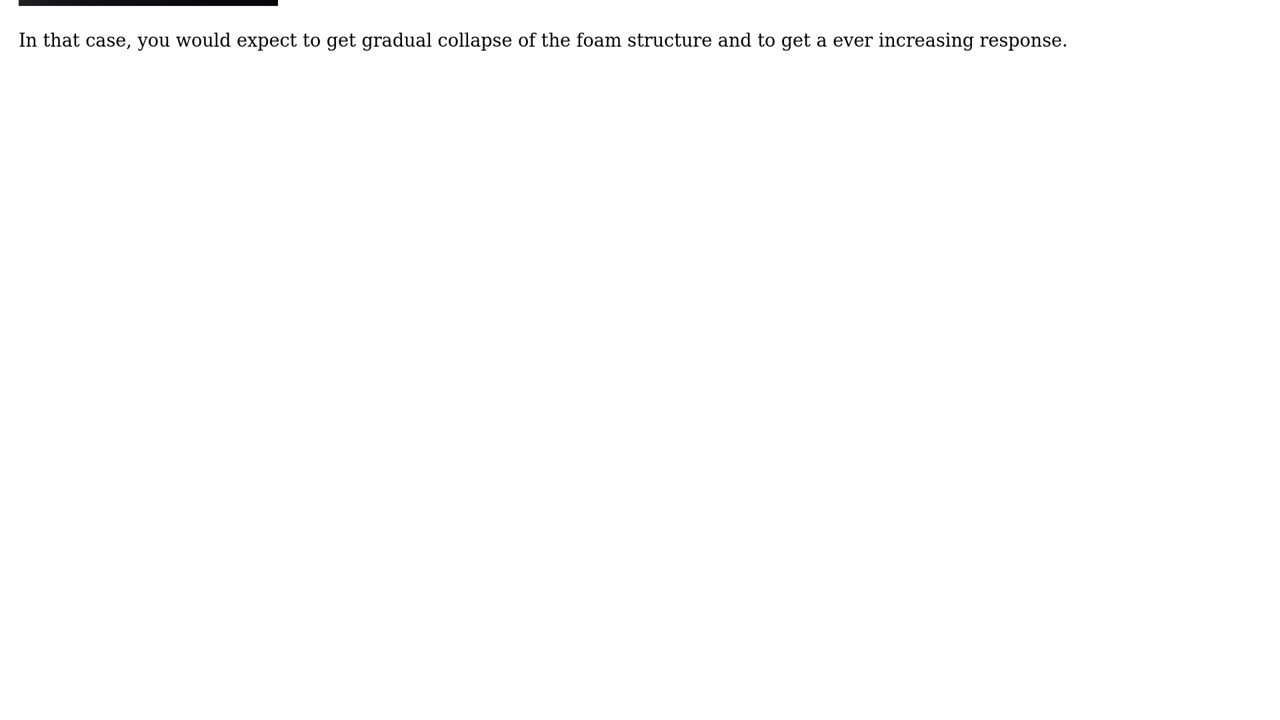 In that case, you would expect to get gradual collapse of the foam structure and to get a ever increasing response.